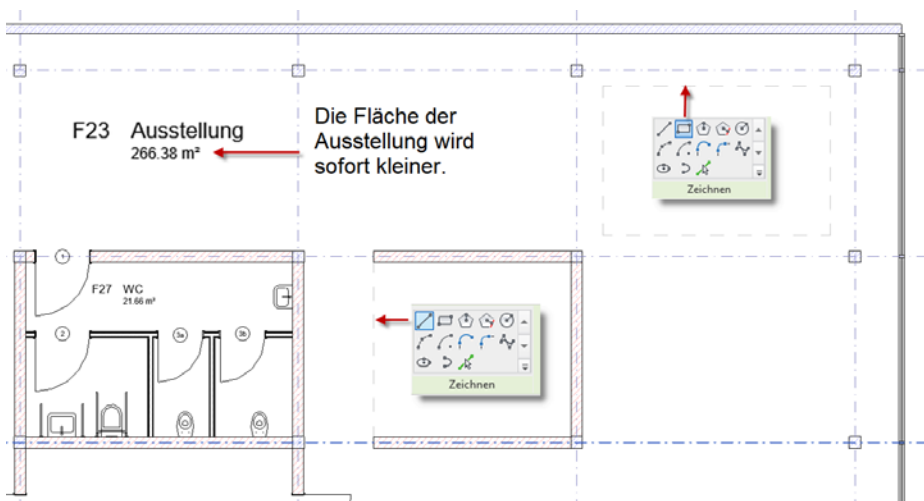 F23 Ausstellung
266.38 m²
Die Fläche der
Ausstellung wird
sofort kleiner.
Zeichnen
1
F27 WC
21.66 m²
2
3a
3b
Zeichnen